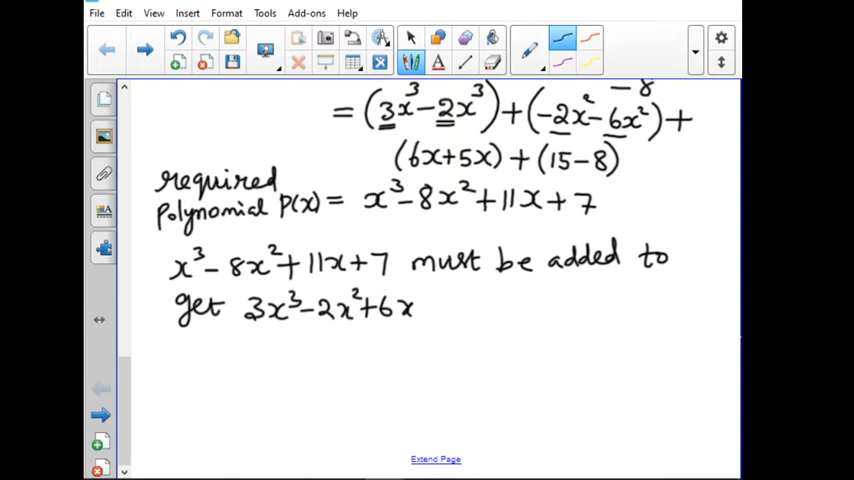 File Edit View Insert Format Tools Add-ons Help
-8
= (3x³-2x³)+(-2x²-6x²)+
(6x+5x)+(15-8)
required
polynomial p(x) = x³-8x²+11x+7
x³-8x²+11x+7 must be added to
get 3x³-2x²+6x
Extend Page